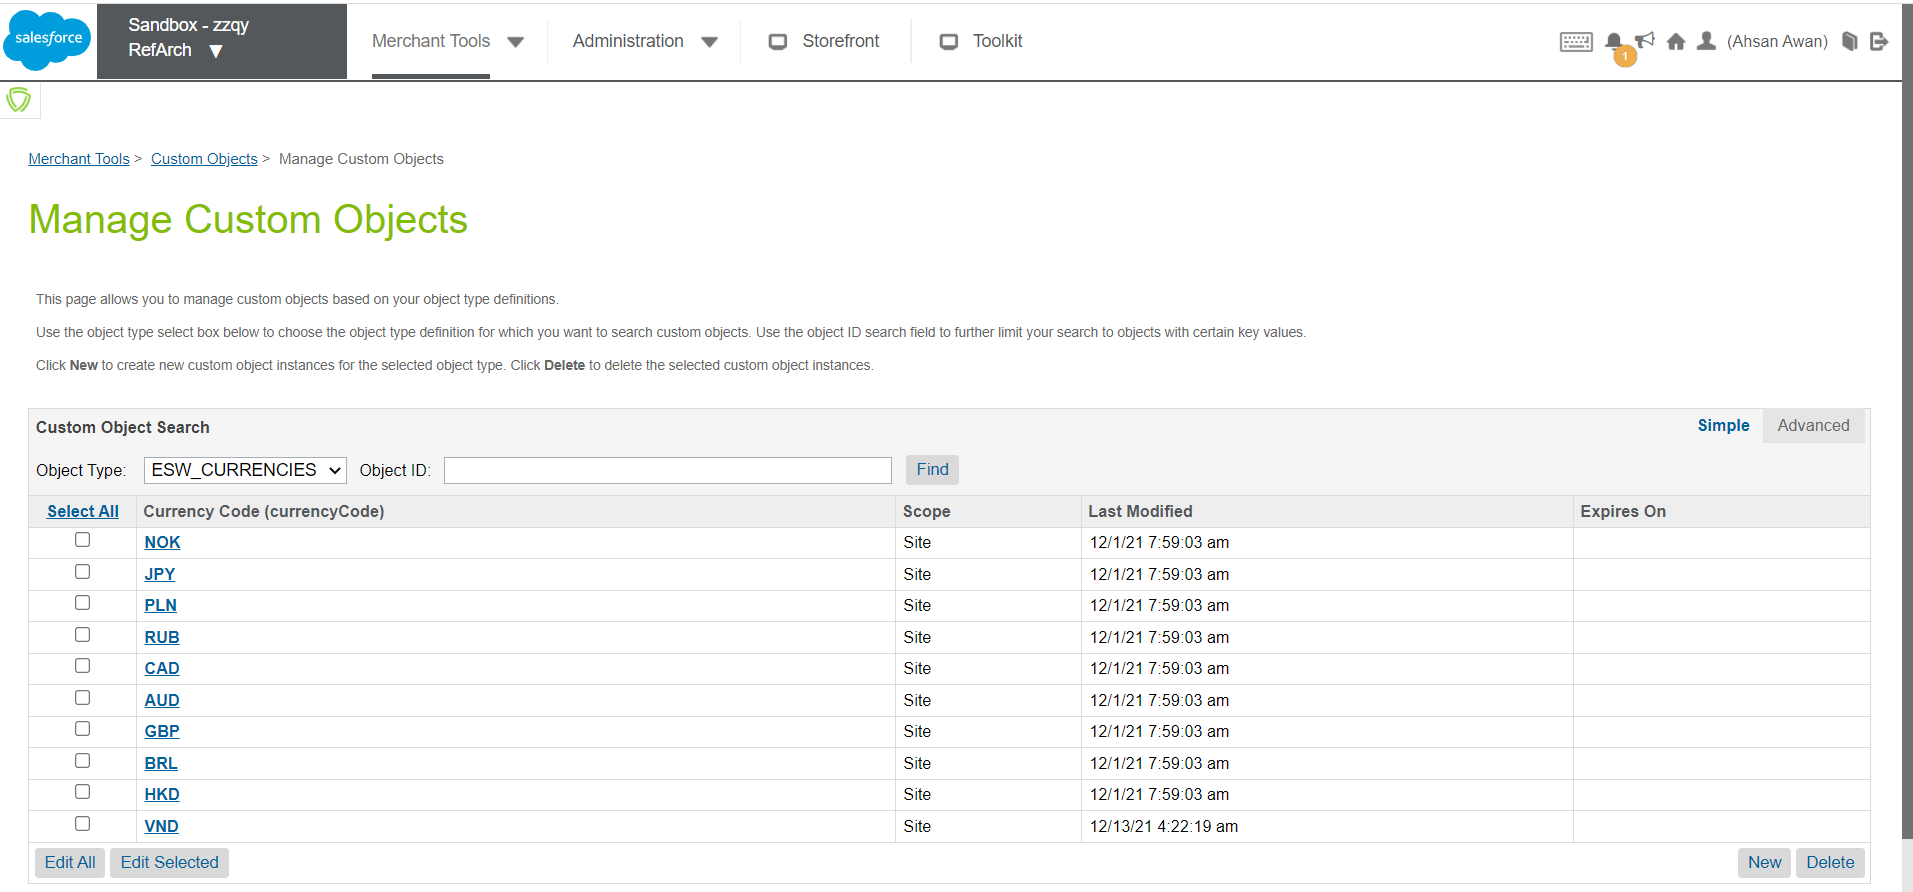 salesforce
Sandbox - zzqy
RefArch
Merchant Tools
Administration
Storefront
Toolkit
1
(Ahsan Awan)
Merchant Tools > Custom Objects > Manage Custom Objects
Manage Custom Objects
This page allows you to manage custom objects based on your object type definitions.
Use the object type select box below to choose the object type definition for which you want to search custom objects. Use the object ID search field to further limit your search to objects with certain key values.
Click New to create new custom object instances for the selected object type. Click Delete to delete the selected custom object instances.
Custom Object Search Simple Advanced
Object Type: ESW_CURRENCIES Object ID: Find
Select All Currency Code (currencyCode) Scope Last Modified Expires On
NOK Site 12/1/21 7:59:03 am
JPY Site 12/1/21 7:59:03 am
PLN Site 12/1/21 7:59:03 am
RUB Site 12/1/21 7:59:03 am
CAD Site 12/1/21 7:59:03 am
AUD Site 12/1/21 7:59:03 am
GBP Site 12/1/21 7:59:03 am
BRL Site 12/1/21 7:59:03 am
HKD Site 12/1/21 7:59:03 am
VND Site 12/13/21 4:22:19 am
Edit All Edit Selected New Delete